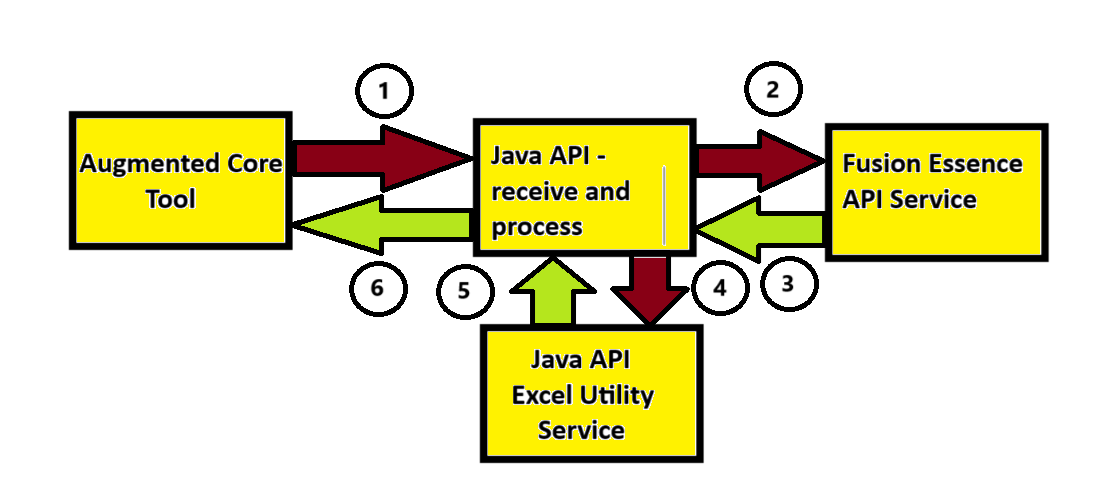 1
2
Augmented Core
Tool
Java API -
receive and
process
Fusion Essence
API Service
6
5
4
3
Java API
Excel Utility
Service